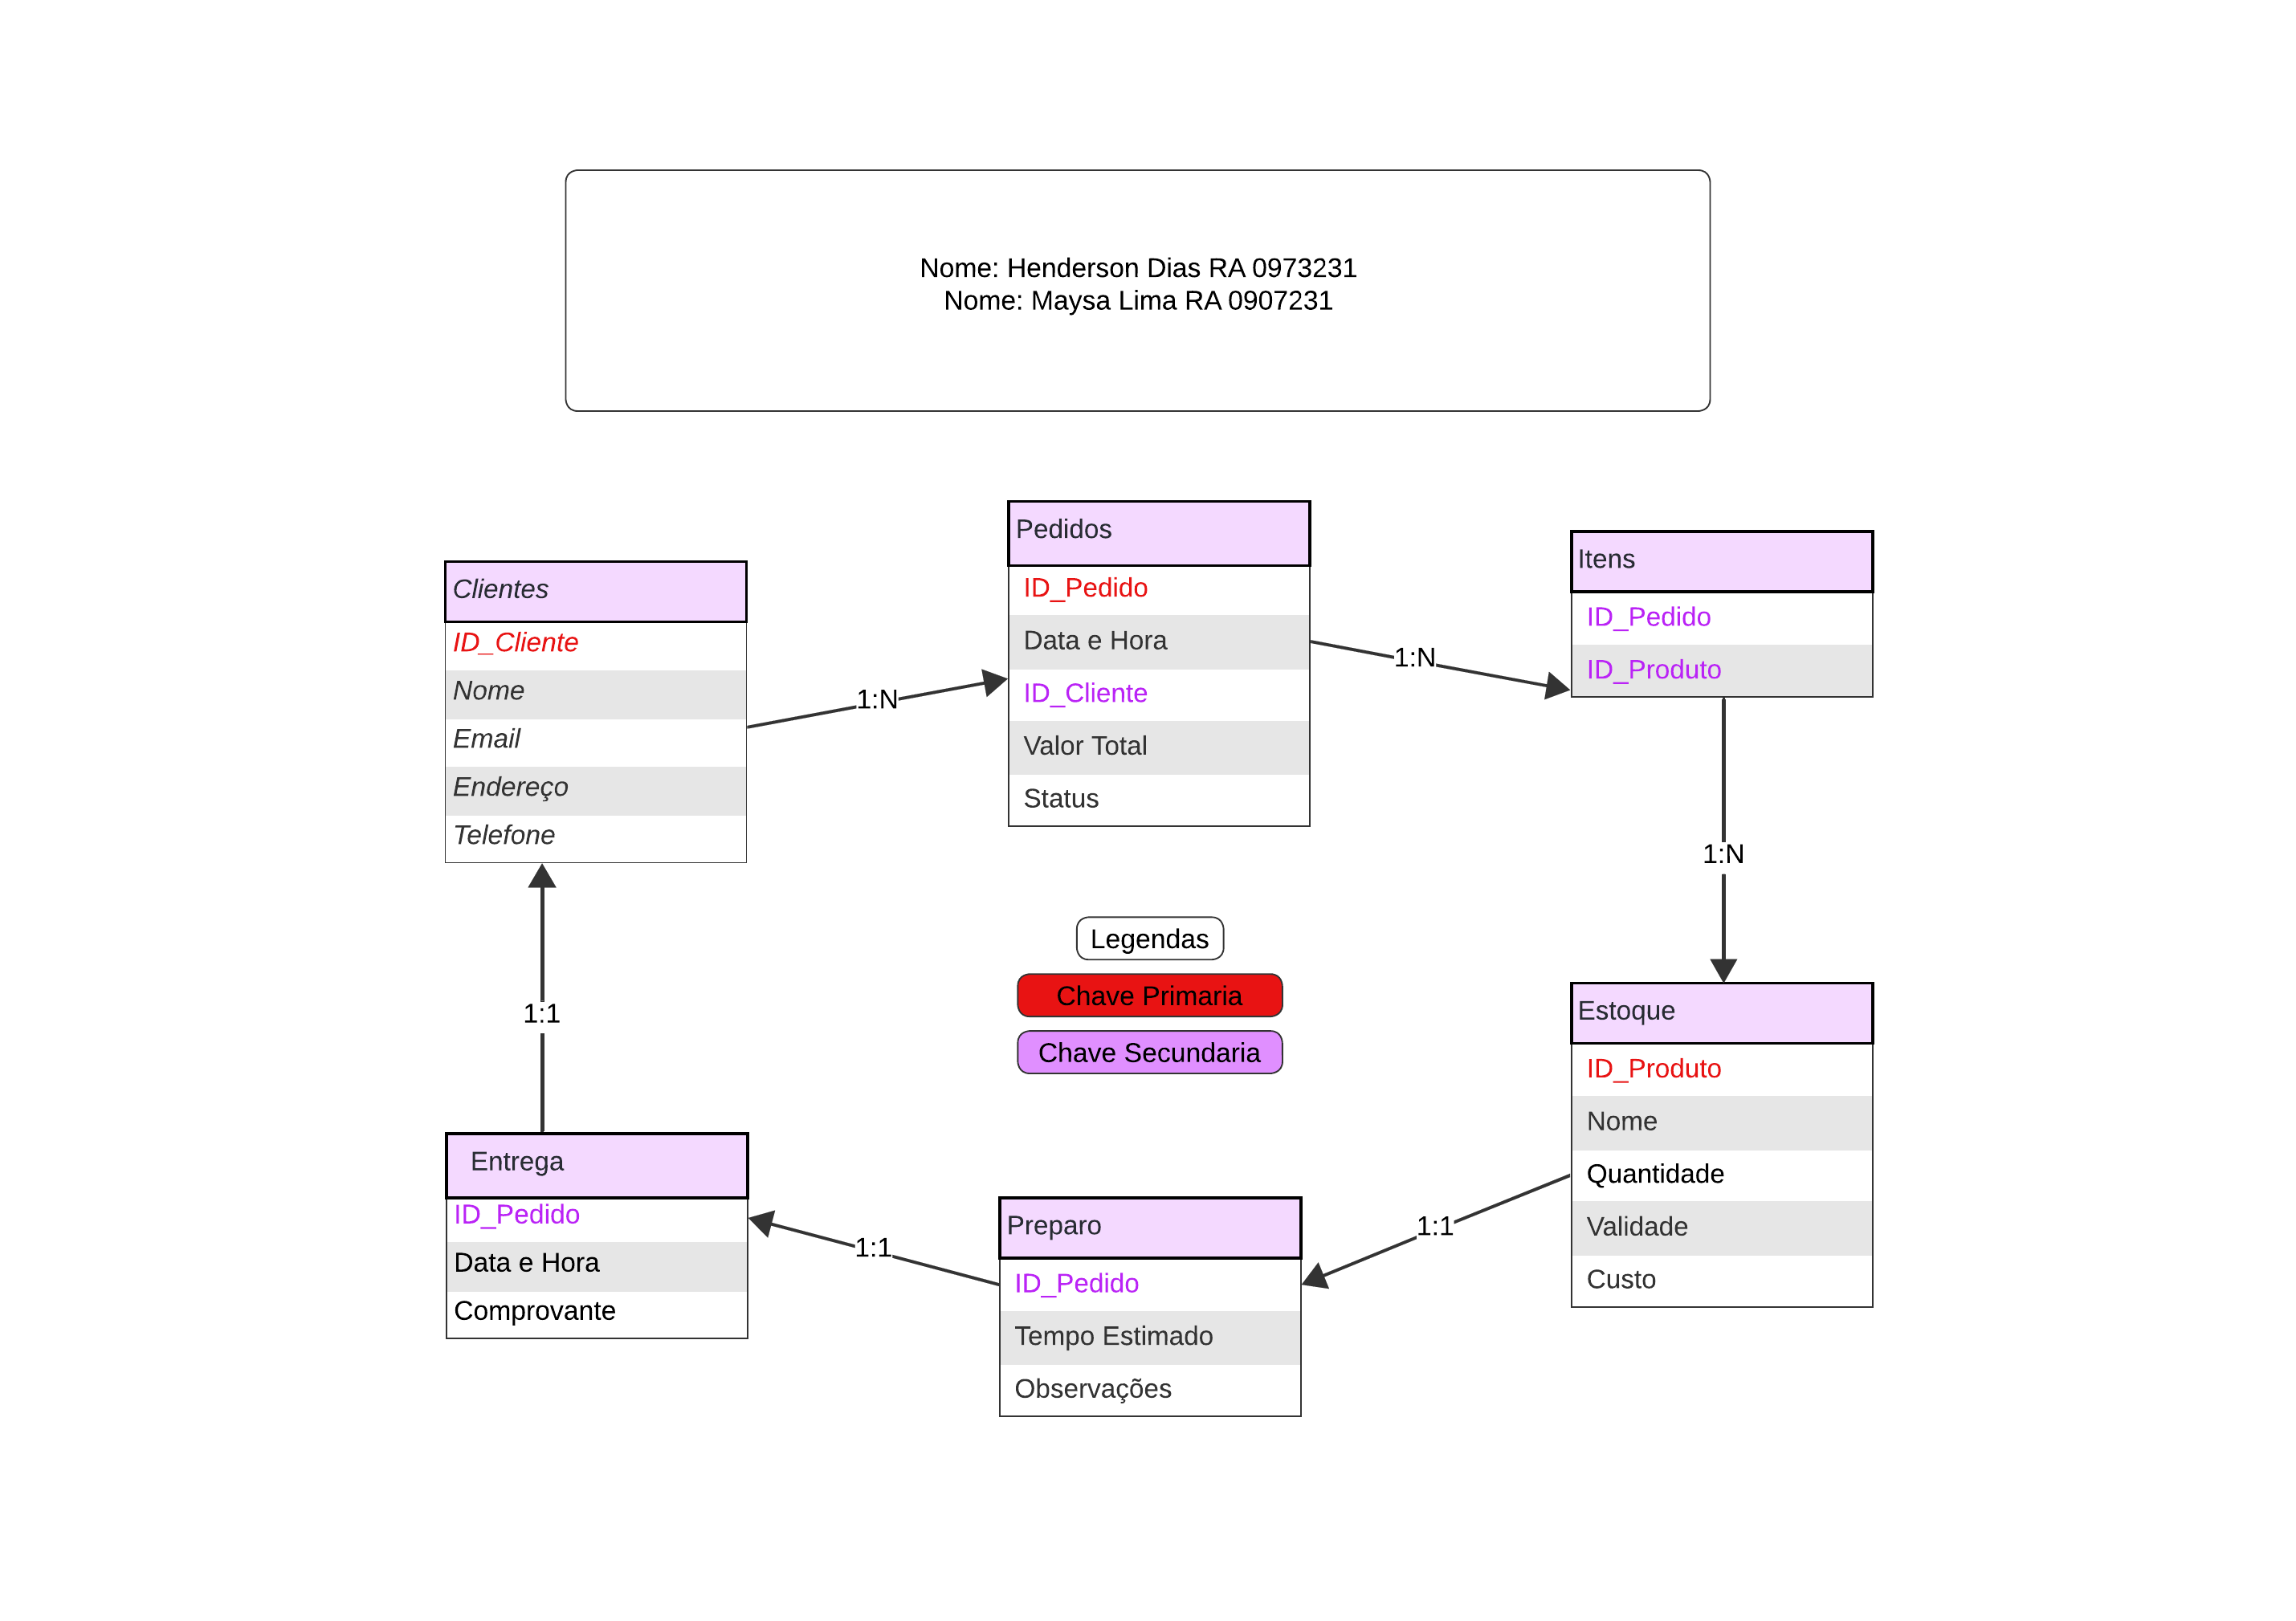 Nome: Henderson Dias RA 0973231
Nome: Maysa Lima RA 0907231
Clientes
ID_Cliente
Nome
Email
Endereço
Telefone
1:N
Pedidos
ID_Pedido
Data e Hora
ID_Cliente
Valor Total
Status
1:N
Itens
ID_Pedido
ID_Produto
1:N
Legendas
Chave Primaria
Chave Secundaria
Estoque
ID_Produto
Nome
Quantidade
Validade
Custo
1:1
Preparo
ID_Pedido
Tempo Estimado
Observações
1:1
Entrega
ID_Pedido
Data e Hora
Comprovante
1:1